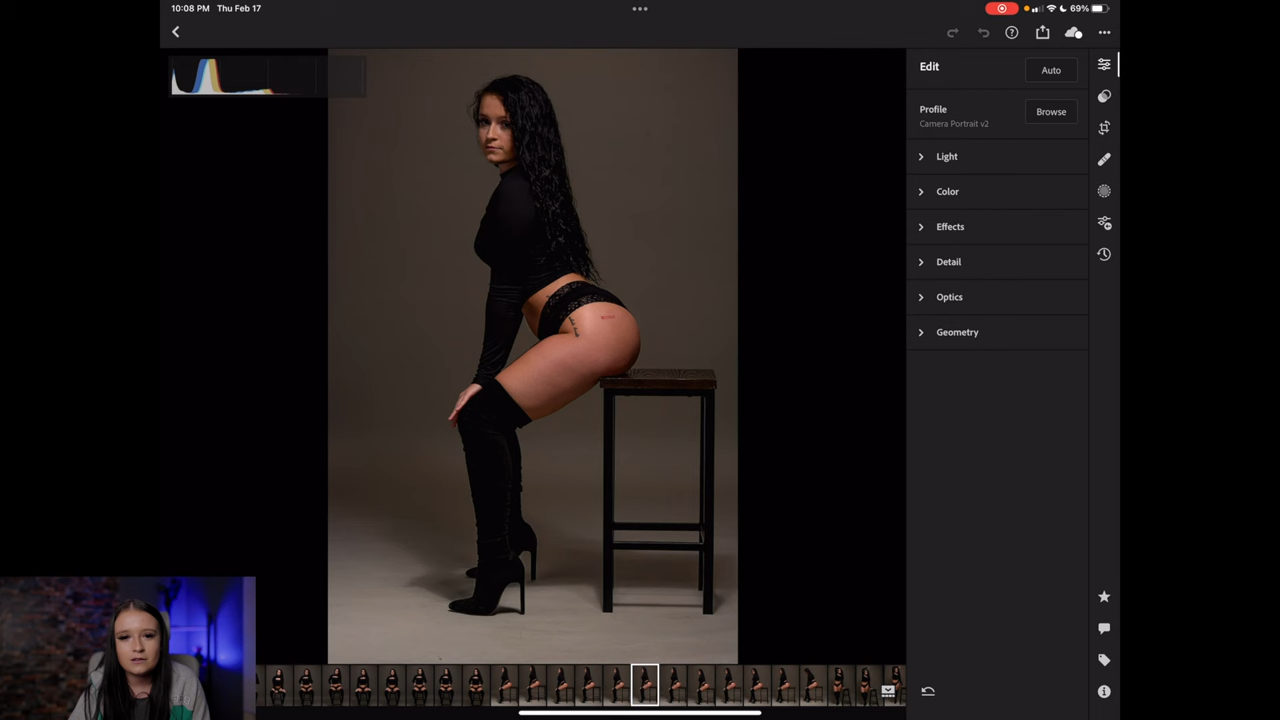 10:08 PM Thu Feb 17
69%
Edit
Auto
Profile
Camera Portrait v2
Browse
Light
Color
Effects
Detail
Optics
Geometry